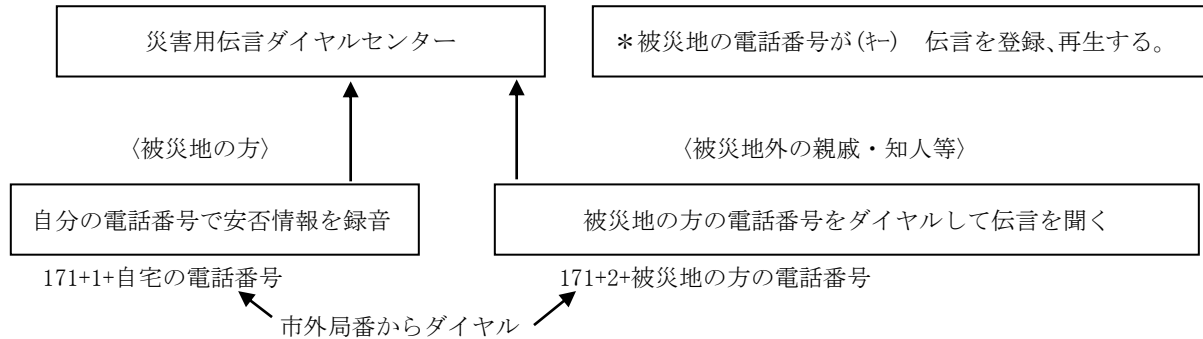 災害用伝言ダイヤルセンター
＊被災地の電話番号が(ｷｰ)　伝言を登録、再生する。
〈被災地の方〉
〈被災地外の親戚・知人等〉
自分の電話番号で安否情報を録音
被災地の方の電話番号をダイヤルして伝言を聞く
171+1+自宅の電話番号
171+2+被災地の方の電話番号
市外局番からダイヤル